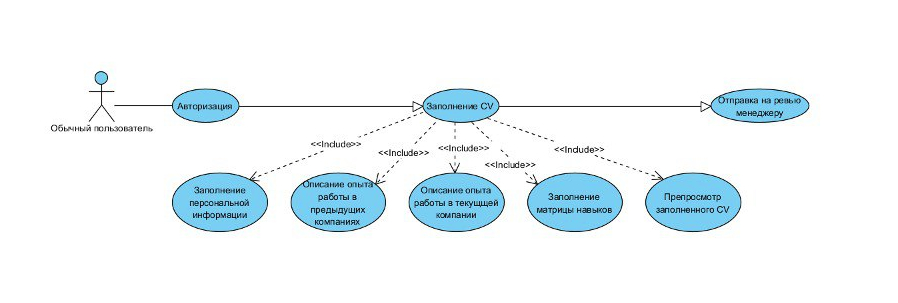 Обычный пользователь
Авторизация
Заполнение CV
Отправка на ревью
менеджеру
<<Include>>
<<Include>>
<<Include>>
<<Include>>
<<Include>>
Заполнение
персональной
информации
Описание опыта
работы в
предыдущих
компаниях
Описание опыта
работы в текущщей
компании
Заполнение
матрицы навыков
Препросмотр
заполненного CV